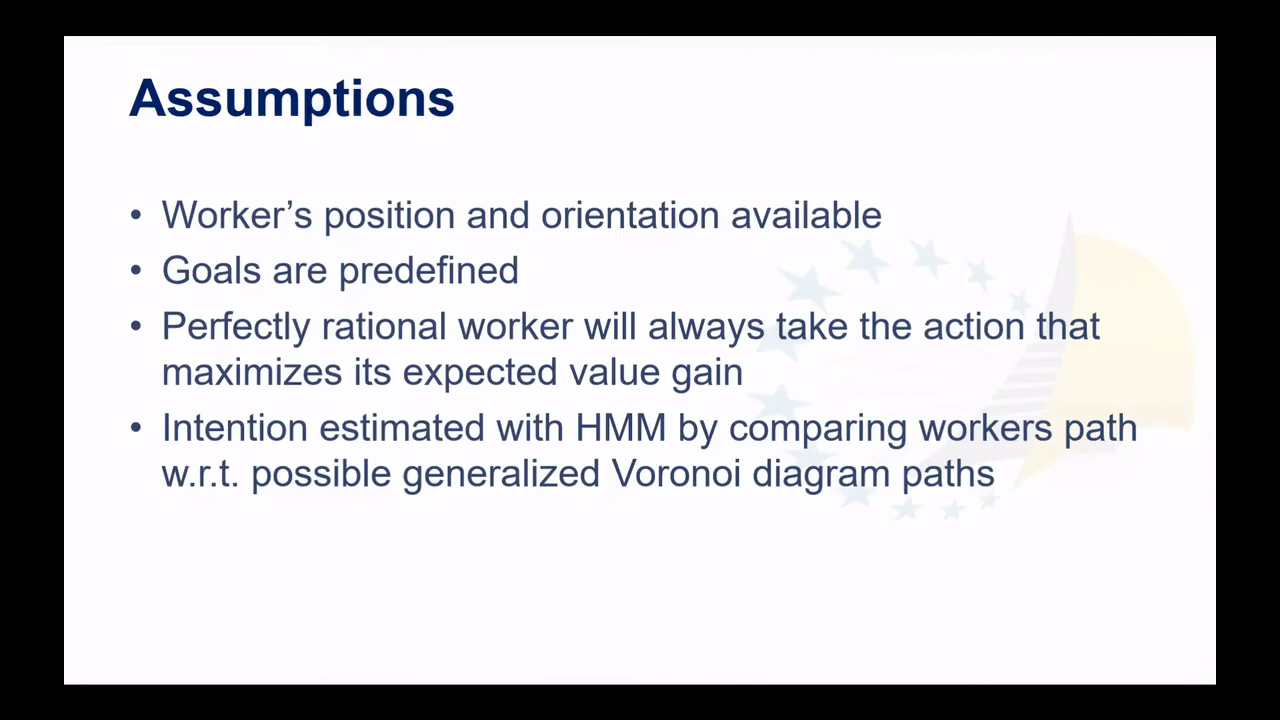 Assumptions
• Worker’s position and orientation available
• Goals are predefined
• Perfectly rational worker will always take the action that
maximizes its expected value gain
• Intention estimated with HMM by comparing workers path
w.r.t. possible generalized Voronoi diagram paths